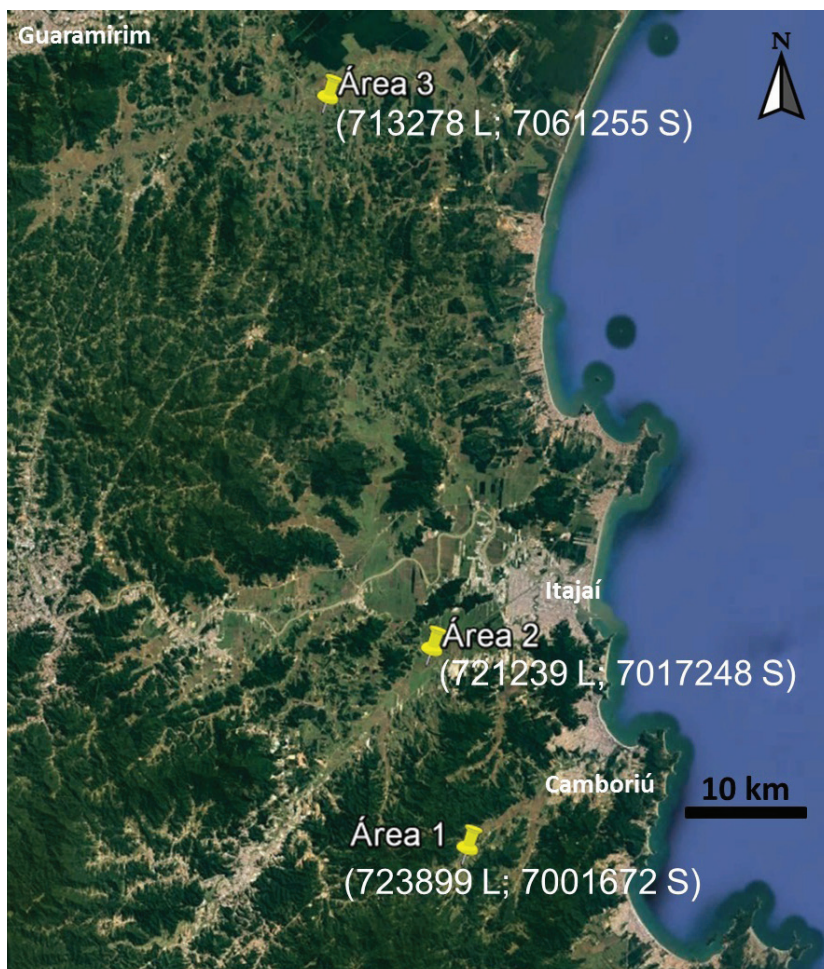 Guaramirim
N
Área 3
(713278 L; 7061255 S)
Itajaí
Área 2
(721239 L; 7017248 S)
Camboriú
10 km
Área 1
(723899 L; 7001672 S)